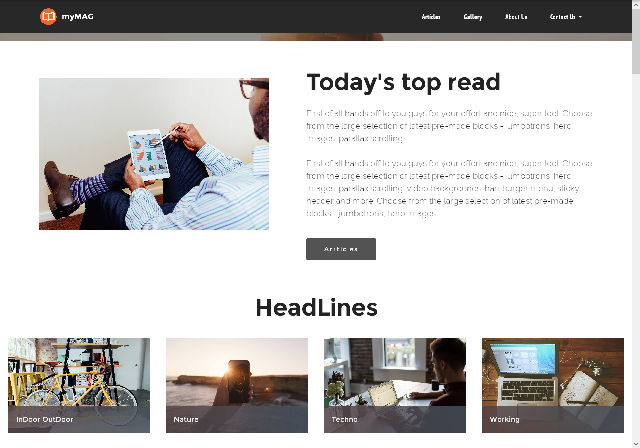 myMAG
Articles
Gallery
About Us
Contact Us
Today's top read
First of all hands off to you guys for your effort and nice, super tool. Choose
from the large selection of latest pre-made blocks - jumbotrons, hero
images, parallax scrolling,
First of all hands off to you guys for your effort and nice, super tool. Choose
from the large selection of latest pre-made blocks - jumbotrons, hero
images, parallax scrolling, video backgrounds, hamburger menu, sticky
header and more. Choose from the large selection of latest pre-made
blocks - jumbotrons, hero images.
Articles
HeadLines
InDoor OutDoor
Nature
Techno
Working